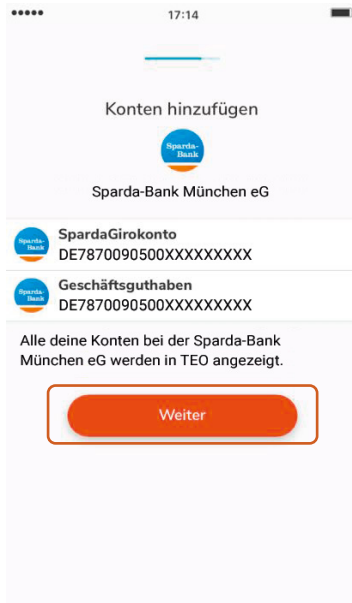 17:14
Konten hinzufügen
Sparda-
Bank
Sparda-Bank München eG
Sparda-
Bank
SpardaGirokonto
DE7870090500XXXXXXXXX
Sparda-
Bank
Geschäftsguthaben
DE7870090500XXXXXXXXX
Alle deine Konten bei der Sparda-Bank
München eG werden in TEO angezeigt.
Weiter